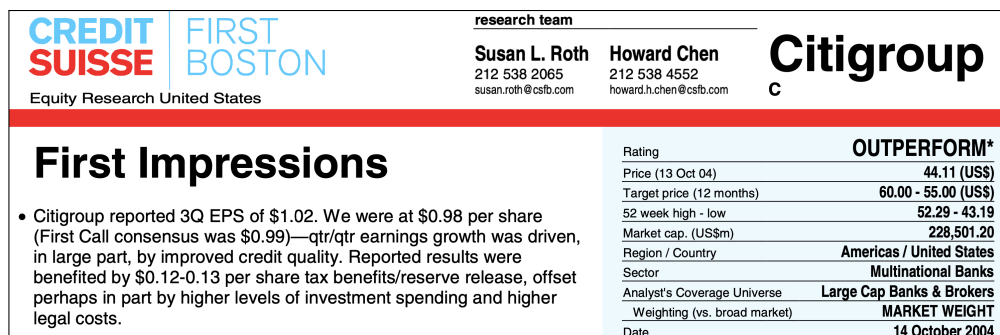 CREDIT FIRST
SUISSE BOSTON
Equity Research United States
research team
Susan L. Roth Howard Chen
212 538 2065 212 538 4552
susan.roth@csfb.com howard.h.chen@csfb.com
Citigroup
C
First Impressions
• Citigroup reported 3Q EPS of $1.02. We were at $0.98 per share
(First Call consensus was $0.99)—qtr/qtr earnings growth was driven,
in large part, by improved credit quality. Reported results were
benefited by $0.12-0.13 per share tax benefits/reserve release, offset
perhaps in part by higher levels of investment spending and higher
legal costs.
Rating OUTPERFORM*
Price (13 Oct 04) 44.11 (US$)
Target price (12 months) 60.00 - 55.00 (US$)
52 week high - low 52.29 - 43.19
Market cap. (US$m) 228,501.20
Region / Country Americas / United States
Sector Multinational Banks
Analyst's Coverage Universe Large Cap Banks & Brokers
Weighting (vs. broad market) MARKET WEIGHT
Date 14 October 2004